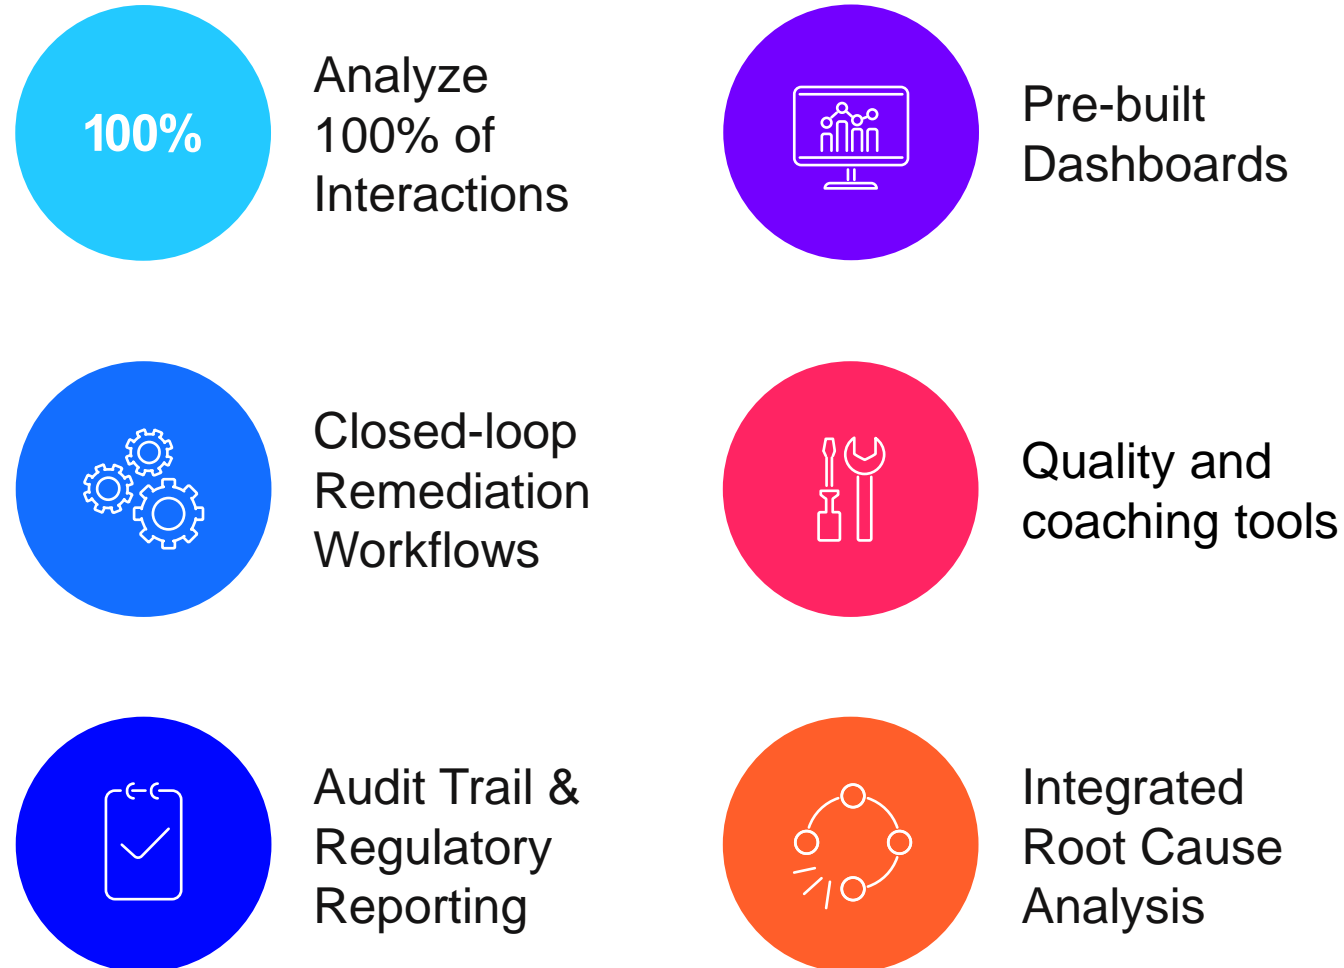 100%
Analyze
100% of
Interactions
Pre-built
Dashboards
Closed-loop
Remediation
Workflows
Quality and
coaching tools
Audit Trail &
Regulatory
Reporting
Integrated
Root Cause
Analysis